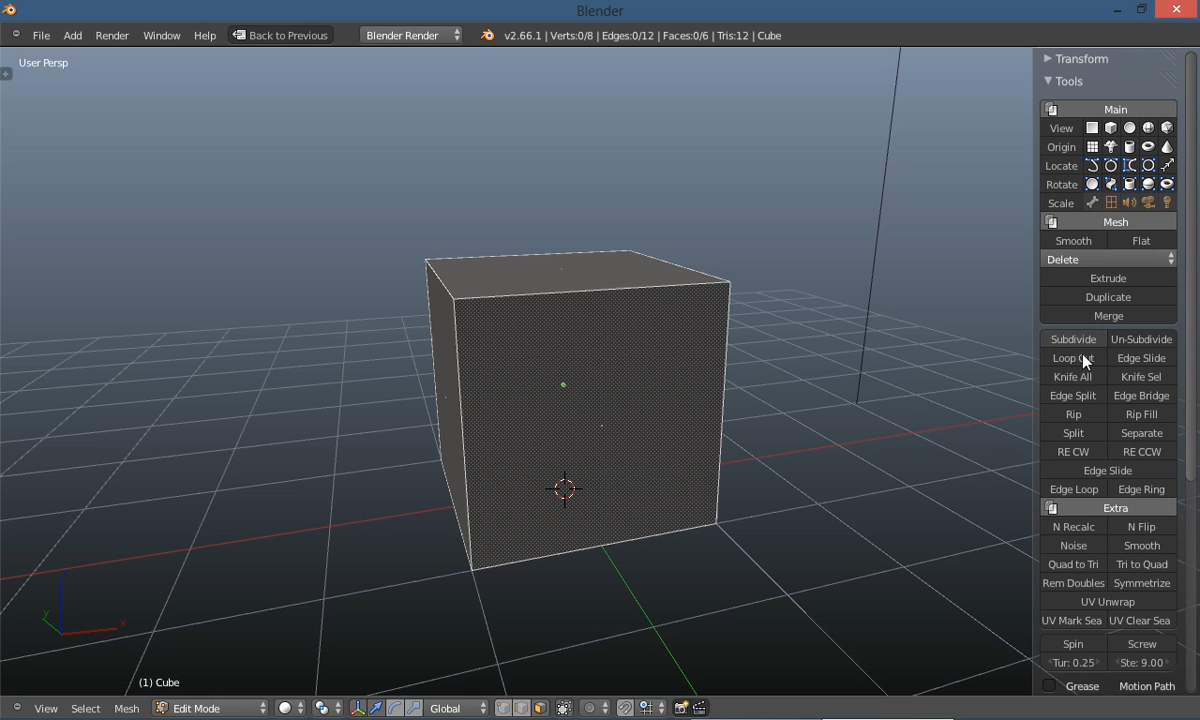 Blender
File Add Render Window Help Back to Previous Blender Render v2.66.1 | Verts:0/8 | Edges:0/12 | Faces:0/6 | Tris:12 | Cube
User Persp
Transform
Tools
Main
View
Origin
Locate
Rotate
Scale
Mesh
Smooth Flat
Delete
Extrude
Duplicate
Merge
Subdivide Un-Subdivide
Loop Cut Edge Slide
Knife All Knife Sel
Edge Split Edge Bridge
Rip Rip Fill
Split Separate
RE CW RE CCW
Edge Slide
Edge Loop Edge Ring
Extra
N Recalc N Flip
Noise Smooth
Quad to Tri Tri to Quad
Rem Doubles Symmetrize
UV Unwrap
UV Mark Sea UV Clear Sea
Spin Screw
Tur: 0.25 Ste: 9.00
Grease Motion Path
y x
(1) Cube
View Select Mesh Edit Mode Global